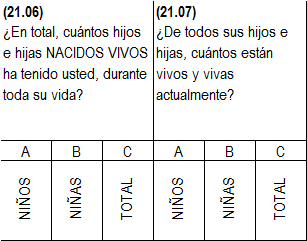 (21.06)
¿En total, cuántos hijos
e hijas NACIDOS VIVOS
ha tenido usted, durante
toda su vida?
(21.07)
¿De todos sus hijos e
hijas, cuántos están
vivos y vivas
actualmente?
A B C A B C
NIÑOS NIÑAS TOTAL NIÑOS NIÑAS TOTAL